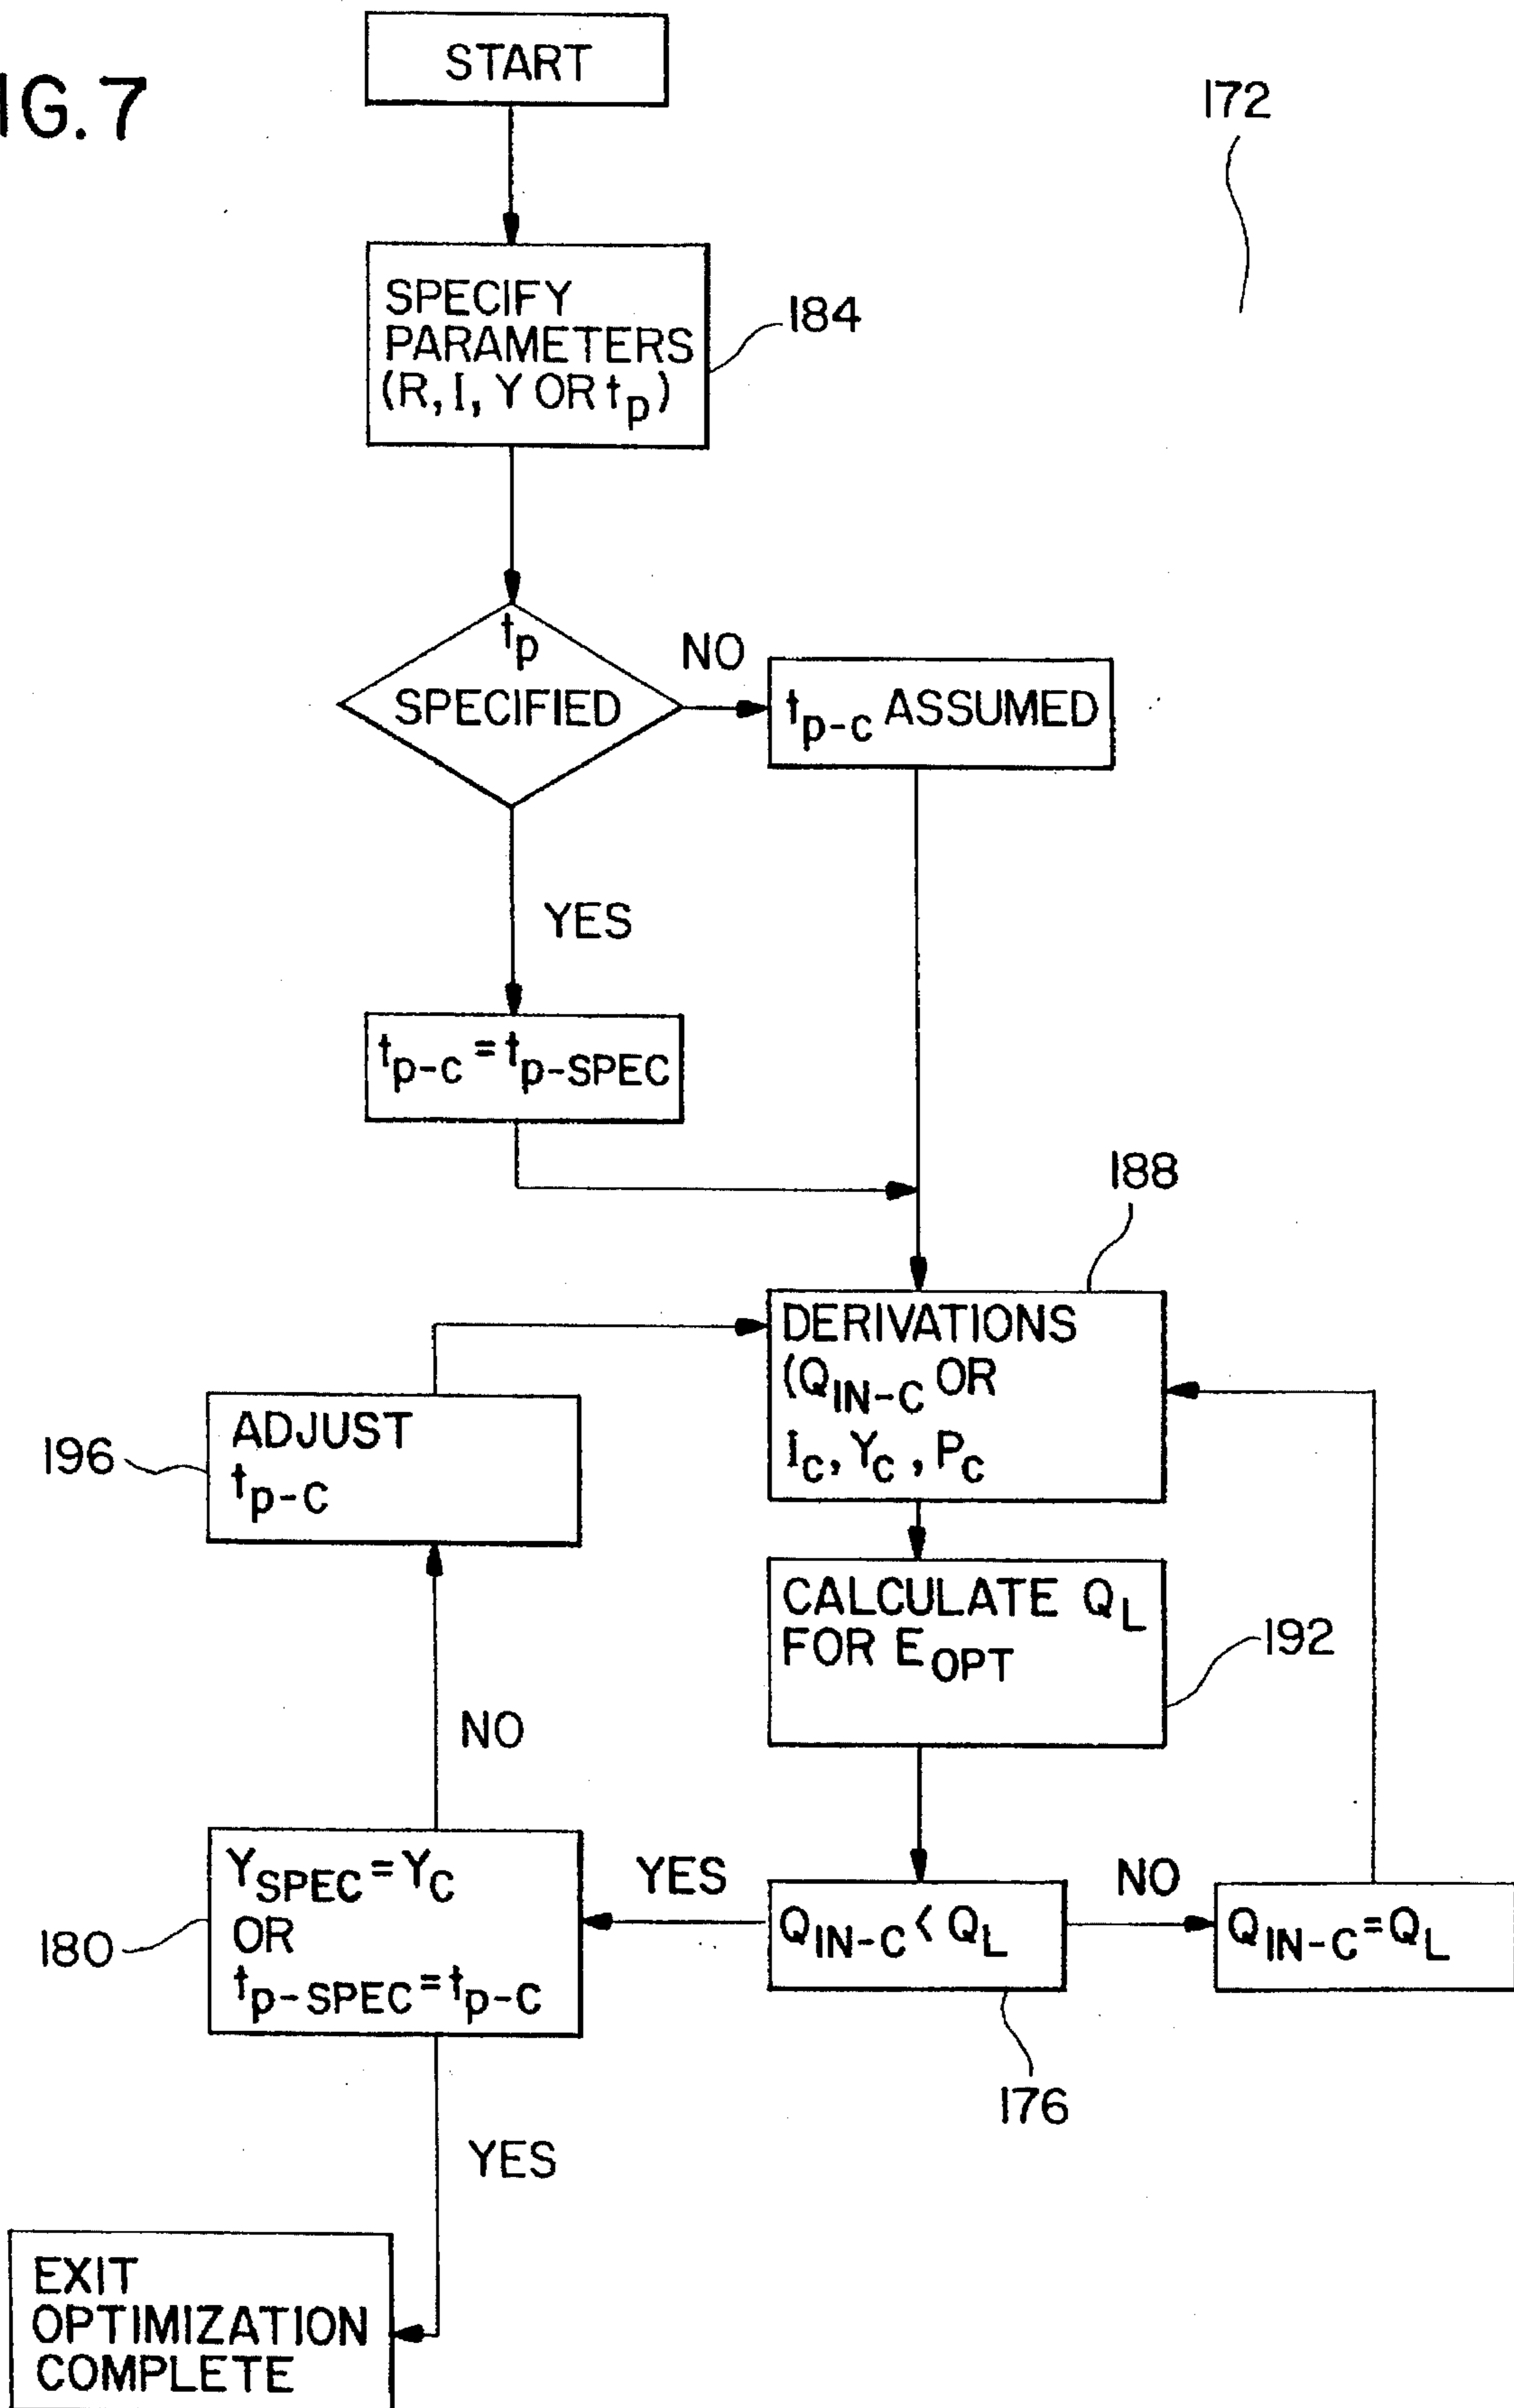 IG. 7
START
172
SPECIFY
PARAMETERS
(R, I, Y OR tp)
184
tp
SPECIFIED
NO
tp-c ASSUMED
YES
tp-c = tp-SPEC
188
DERIVATIONS
(QIN-C OR
Ic, Yc, Pc
ADJUST
tp-c
196
CALCULATE QL
FOR EOPT
192
NO
YSPEC = YC
OR
tp-SPEC = tp-C
180
YES
QIN-C < QL
NO
QIN-C = QL
176
YES
EXIT
OPTIMIZATION
COMPLETE